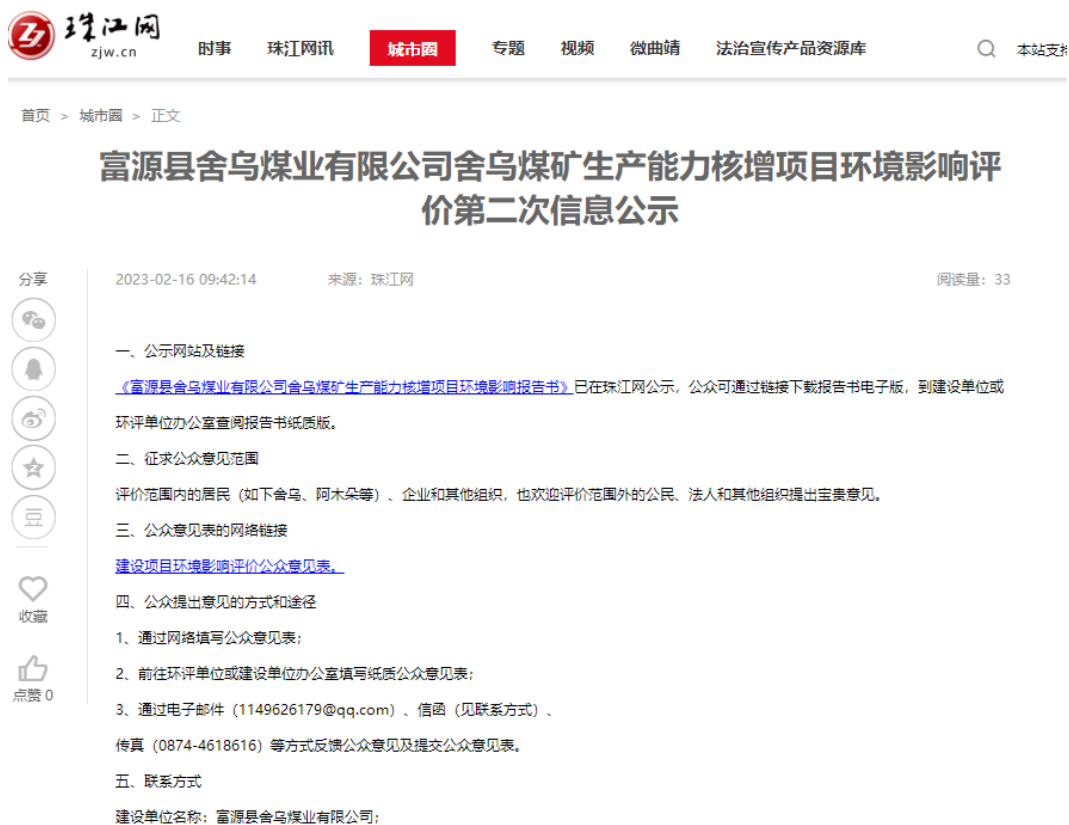 珠江网
zjw.cn
时事 珠江网讯 城市圈 专题 视频 微曲靖 法治宣传产品资源库 本站支持
首页 > 城市圈 > 正文
富源县舍乌煤业有限公司舍乌煤矿生产能力核增项目环境影响评
价第二次信息公示
分享
2023-02-16 09:42:14 来源：珠江网 阅读量：33
一、公示网站及链接
《富源县舍乌煤业有限公司舍乌煤矿生产能力核增项目环境影响报告书》已在珠江网公示，公众可通过链接下载报告书电子版，到建设单位或
环评单位办公室查阅报告书纸质版。
二、征求公众意见范围
评价范围内的居民（如下舍乌、阿木朵等）、企业和其他组织，也欢迎评价范围外的公民、法人和其他组织提出宝贵意见。
三、公众意见表的网络链接
建设项目环境影响评价公众意见表。
四、公众提出意见的方式和途径
1、通过网络填写公众意见表；
2、前往环评单位或建设单位办公室填写纸质公众意见表；
3、通过电子邮件（1149626179@qq.com）、信函（见联系方式）、
传真（0874-4618616）等方式反馈公众意见及提交公众意见表。
五、联系方式
建设单位名称：富源县舍乌煤业有限公司；
豆
收藏
点赞 0